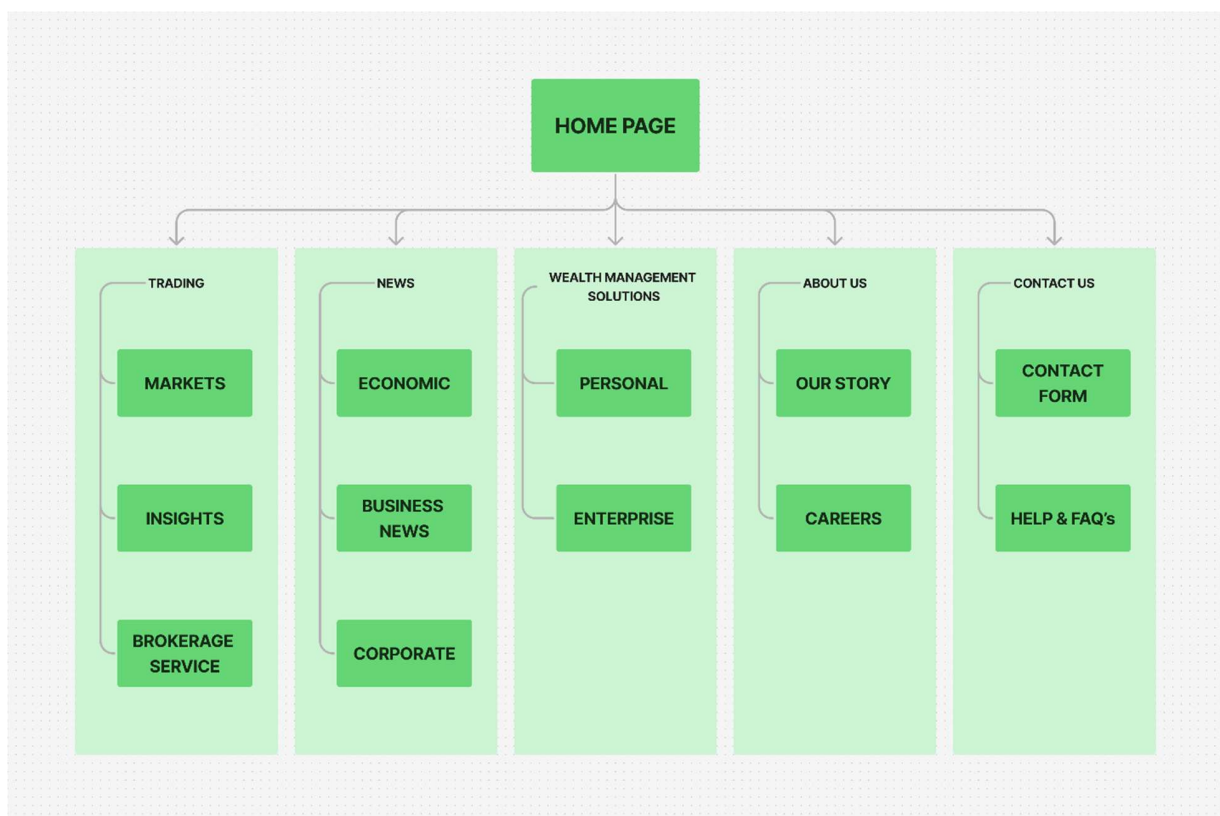 HOME PAGE
TRADING
MARKETS
INSIGHTS
BROKERAGE
SERVICE
NEWS
ECONOMIC
BUSINESS
NEWS
CORPORATE
WEALTH MANAGEMENT
SOLUTIONS
PERSONAL
ENTERPRISE
ABOUT US
OUR STORY
CAREERS
CONTACT US
CONTACT
FORM
HELP & FAQ's